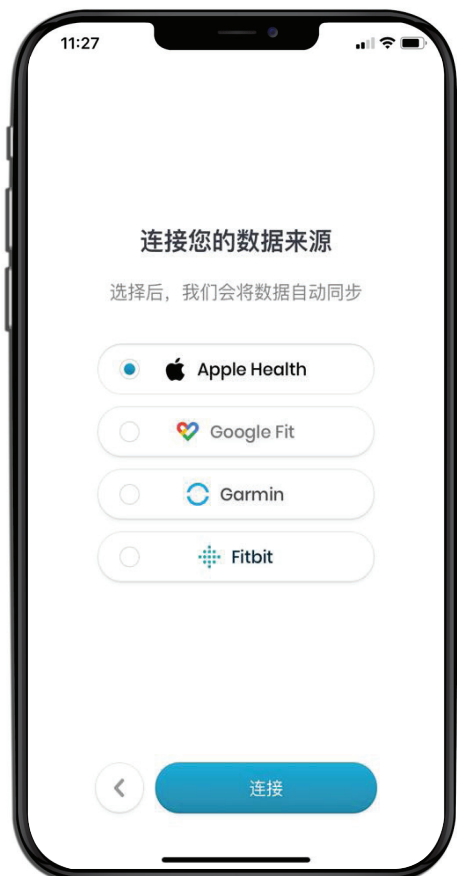 11:27
连接您的数据来源
选择后，我们会将数据自动同步
Apple Health
Google Fit
Garmin
Fitbit
连接